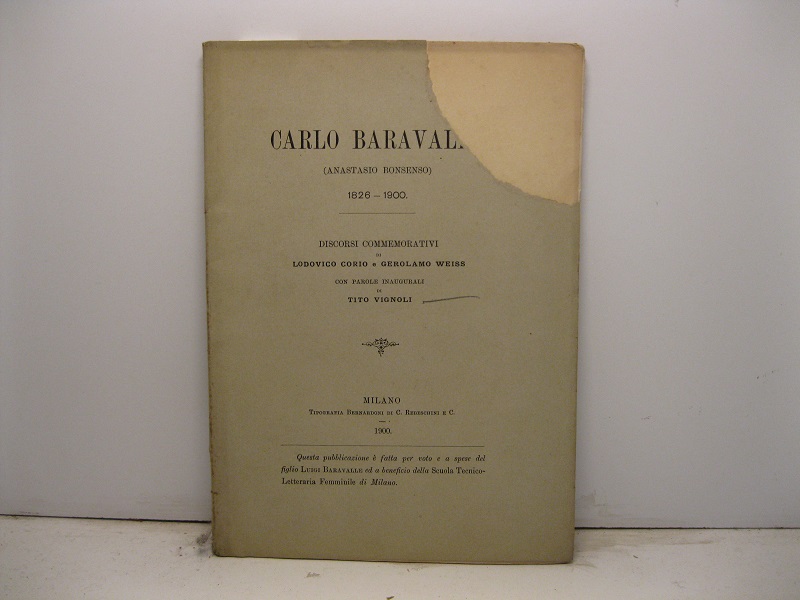 CARLO BARAVAL
(ANASTASIO BONSENSO)
1826 — 1900.
DISCORSI COMMEMORATIVI
DI
LODOVICO CORIO e GEROLAMO WEISS
CON PAROLE INAUGURALI
DI
TITO VIGNOLI
MILANO
Tipografia Bernardoni di C. Rebeschini e C.
1900.
Questa pubblicazione è fatta per voto e a spese del
figlio Luigi Baravalle ed a beneficio della Scuola Tecnico-
Letteraria Femminile di Milano.